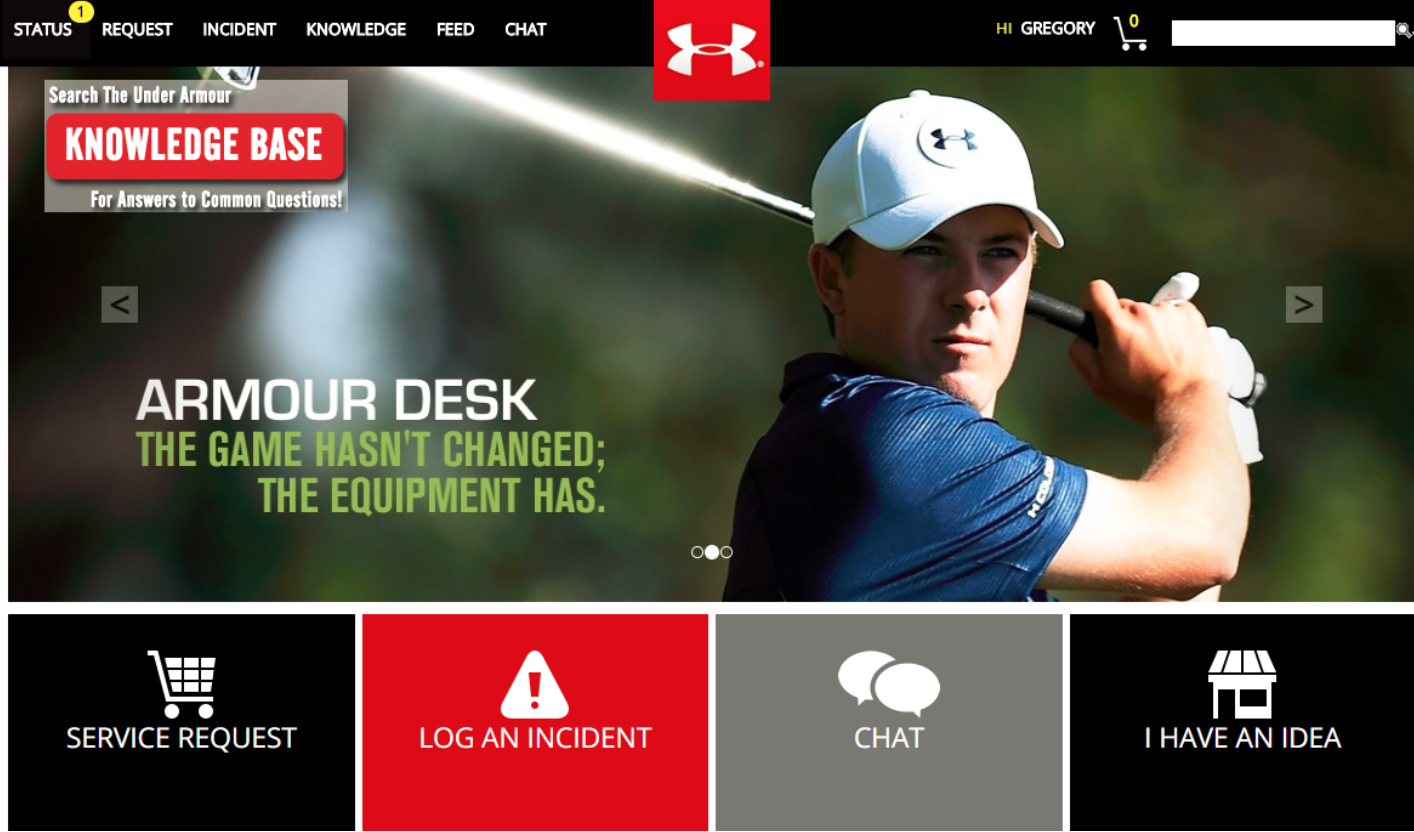 1
STATUS REQUEST INCIDENT KNOWLEDGE FEED CHAT
HI GREGORY 0
Search The Under Armour
KNOWLEDGE BASE
For Answers to Common Questions!
< >
ARMOUR DESK
THE GAME HASN'T CHANGED;
THE EQUIPMENT HAS.
SERVICE REQUEST
LOG AN INCIDENT
CHAT
I HAVE AN IDEA